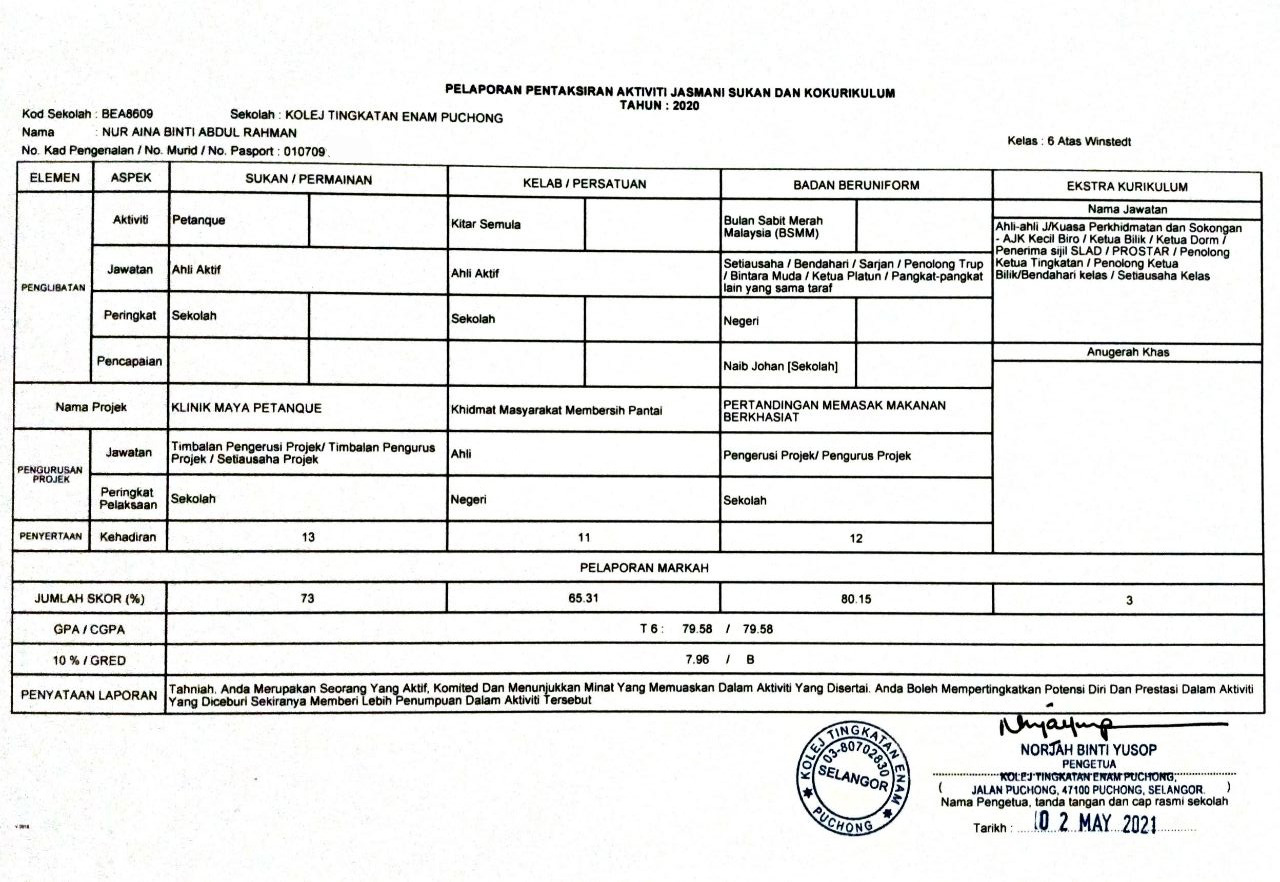 PELAPORAN PENTAKSIRAN AKTIVITI JASMANI SUKAN DAN KOKURIKULUM
TAHUN : 2020
Kod Sekolah : BEA8609 Sekolah : KOLEJ TINGKATAN ENAM PUCHONG
Nama : NUR AINA BINTI ABDUL RAHMAN
No. Kad Pengenalan / No. Murid / No. Pasport : 010709
Kelas : 6 Atas Winstedt
ELEMEN ASPEK SUKAN / PERMAINAN KELAB / PERSATUAN BADAN BERUNIFORM EKSTRA KURIKULUM
Nama Jawatan
PENGLIBATAN
Aktiviti Petanque Kitar Semula Bulan Sabit Merah
Malaysia (BSMM)
Ahli-ahli J/Kuasa Perkhidmatan dan Sokongan
- AJK Kecil Biro / Ketua Bilik / Ketua Dorm /
Penerima sijil SLAD / PROSTAR / Penolong
Ketua Tingkatan / Penolong Ketua
Bilik/Bendahari kelas / Setiausaha Kelas
Jawatan Ahli Aktif Ahli Aktif Setiausaha / Bendahari / Sarjan / Penolong Trup
/ Bintara Muda / Ketua Platun / Pangkat-pangkat
lain yang sama taraf
Peringkat Sekolah Sekolah Negeri
Anugerah Khas
Pencapaian Naib Johan [Sekolah]
Nama Projek KLINIK MAYA PETANQUE Khidmat Masyarakat Membersih Pantai PERTANDINGAN MEMASAK MAKANAN
BERKHASIAT
PENGURUSAN
PROJEK
Jawatan Timbalan Pengerusi Projek/ Timbalan Pengurus
Projek / Setiausaha Projek
Ahli Pengerusi Projek/ Pengurus Projek
Peringkat
Pelaksaan
Sekolah Negeri Sekolah
PENYERTAAN Kehadiran 13 11 12
PELAPORAN MARKAH
JUMLAH SKOR (%) 73 65.31 80.15 3
GPA / CGPA T 6 : 79.58 / 79.58
10 % / GRED 7.96 / B
PENYATAAN LAPORAN Tahniah. Anda Merupakan Seorang Yang Aktif, Komited Dan Menunjukkan Minat Yang Memuaskan Dalam Aktiviti Yang Disertai. Anda Boleh Mempertingkatkan Potensi Diri Dan Prestasi Dalam Aktiviti
Yang Diceburi Sekiranya Memberi Lebih Penumpuan Dalam Aktiviti Tersebut
KOLEJ TINGKATAN ENAM
03-80702630
SELANGOR
PUCHONG
NORJAH BINTI YUSOP
PENGETUA
KOLEJ TINGKATAN ENAM PUCHONG,
( JALAN PUCHONG, 47100 PUCHONG, SELANGOR. )
Nama Pengetua, tanda tangan dan cap rasmi sekolah
Tarikh : 02 MAY 2021